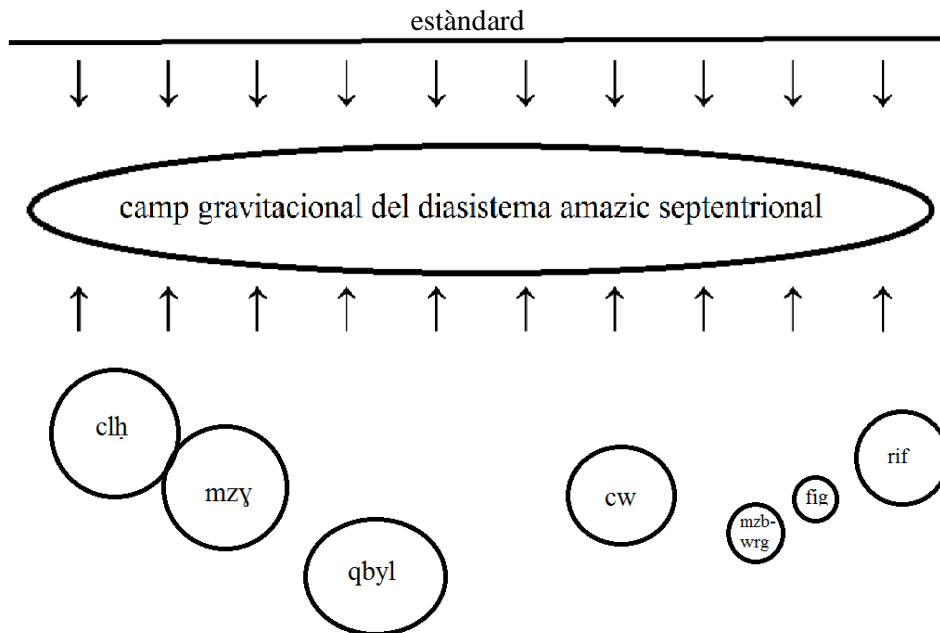 estàndard
camp gravitacional del diasistema amazic septentrional
clḥ
mzɣ
qbyl
cw
mzb-
wrg
fig
rif